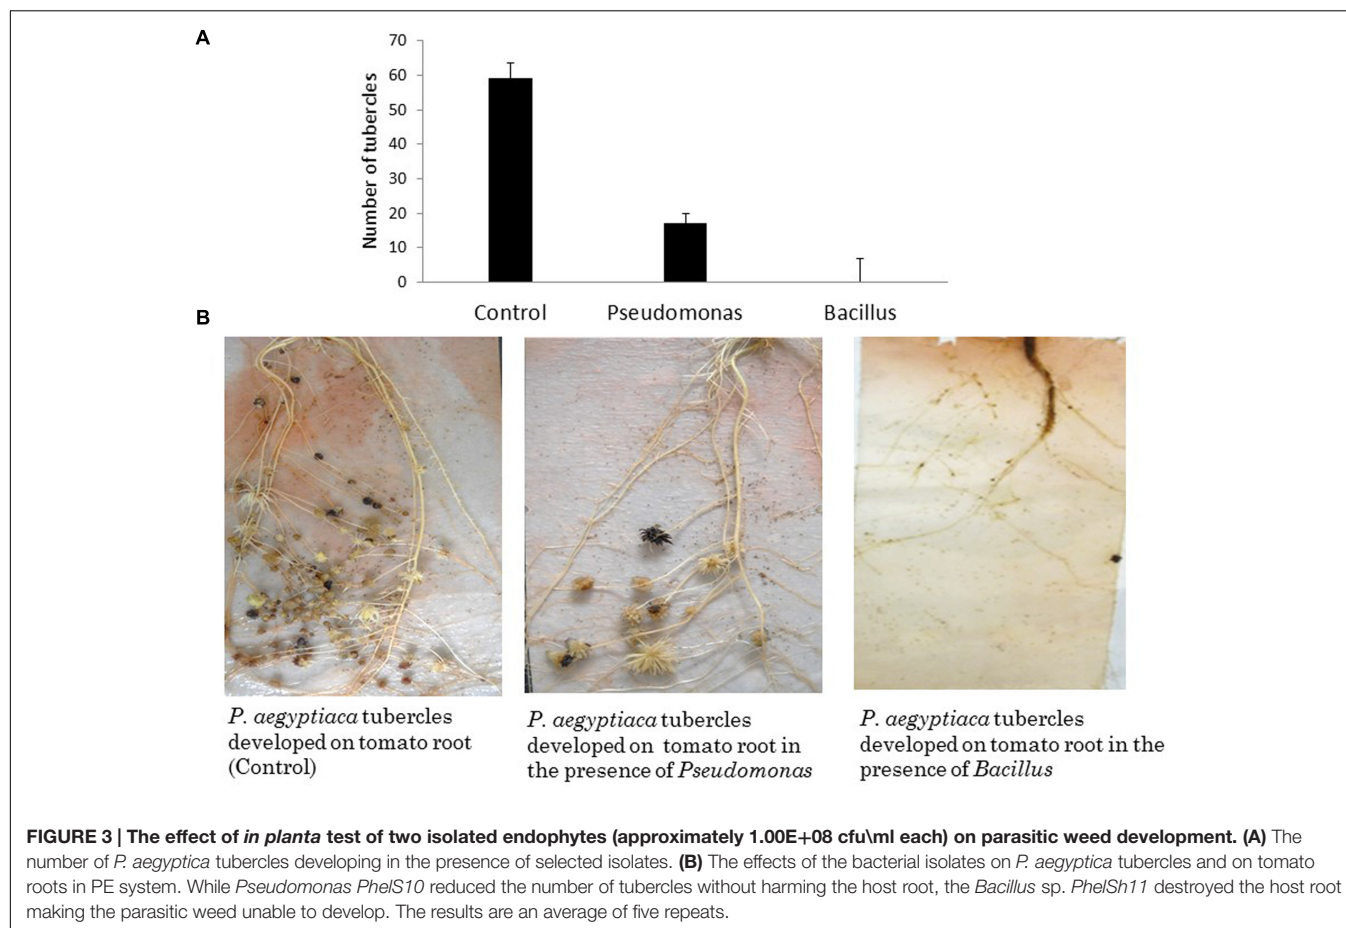 A
Number of tubercles
70
60
50
40
30
20
10
0
Control Pseudomonas Bacillus
B
P. aegyptiaca tubercles
developed on tomato root
(Control)
P. aegyptiaca tubercles
developed on tomato root in
the presence of Pseudomonas
P. aegyptiaca tubercles
developed on tomato root in the
presence of Bacillus
FIGURE 3 | The effect of in planta test of two isolated endophytes (approximately 1.00E+08 cfu\ml each) on parasitic weed development. (A) The
number of P. aegyptica tubercles developing in the presence of selected isolates. (B) The effects of the bacterial isolates on P. aegyptica tubercles and on tomato
roots in PE system. While Pseudomonas PhelS10 reduced the number of tubercles without harming the host root, the Bacillus sp. PhelSh11 destroyed the host root
making the parasitic weed unable to develop. The results are an average of five repeats.